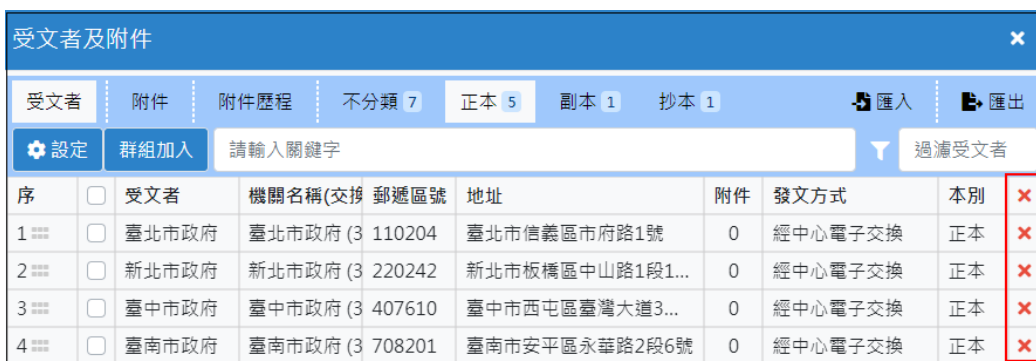 受文者及附件 ×
受文者 附件 附件歷程 不分類 7 正本 5 副本 1 抄本 1 匯入 匯出
設定 群組加入 請輸入關鍵字 過濾受文者
序 受文者 機關名稱(交換 郵遞區號 地址 附件 發文方式 本別 ×
1 臺北市政府 臺北市政府 (3 110204 臺北市信義區市府路1號 0 經中心電子交換 正本 ×
2 新北市政府 新北市政府 (3 220242 新北市板橋區中山路1段1... 0 經中心電子交換 正本 ×
3 臺中市政府 臺中市政府 (3 407610 臺中市西屯區臺灣大道3... 0 經中心電子交換 正本 ×
4 臺南市政府 臺南市政府 (3 708201 臺南市安平區永華路2段6號 0 經中心電子交換 正本 ×